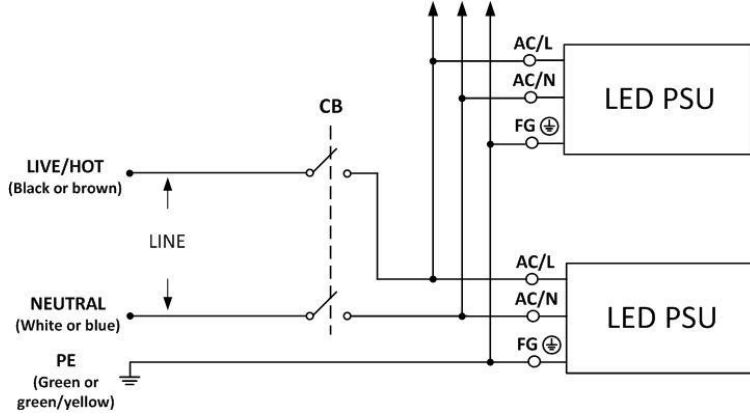 AC/L
AC/N
FG
LED PSU
CB
LIVE/HOT
(Black or brown)
LINE
NEUTRAL
(White or blue)
PE
(Green or
green/yellow)
AC/L
AC/N
FG
LED PSU